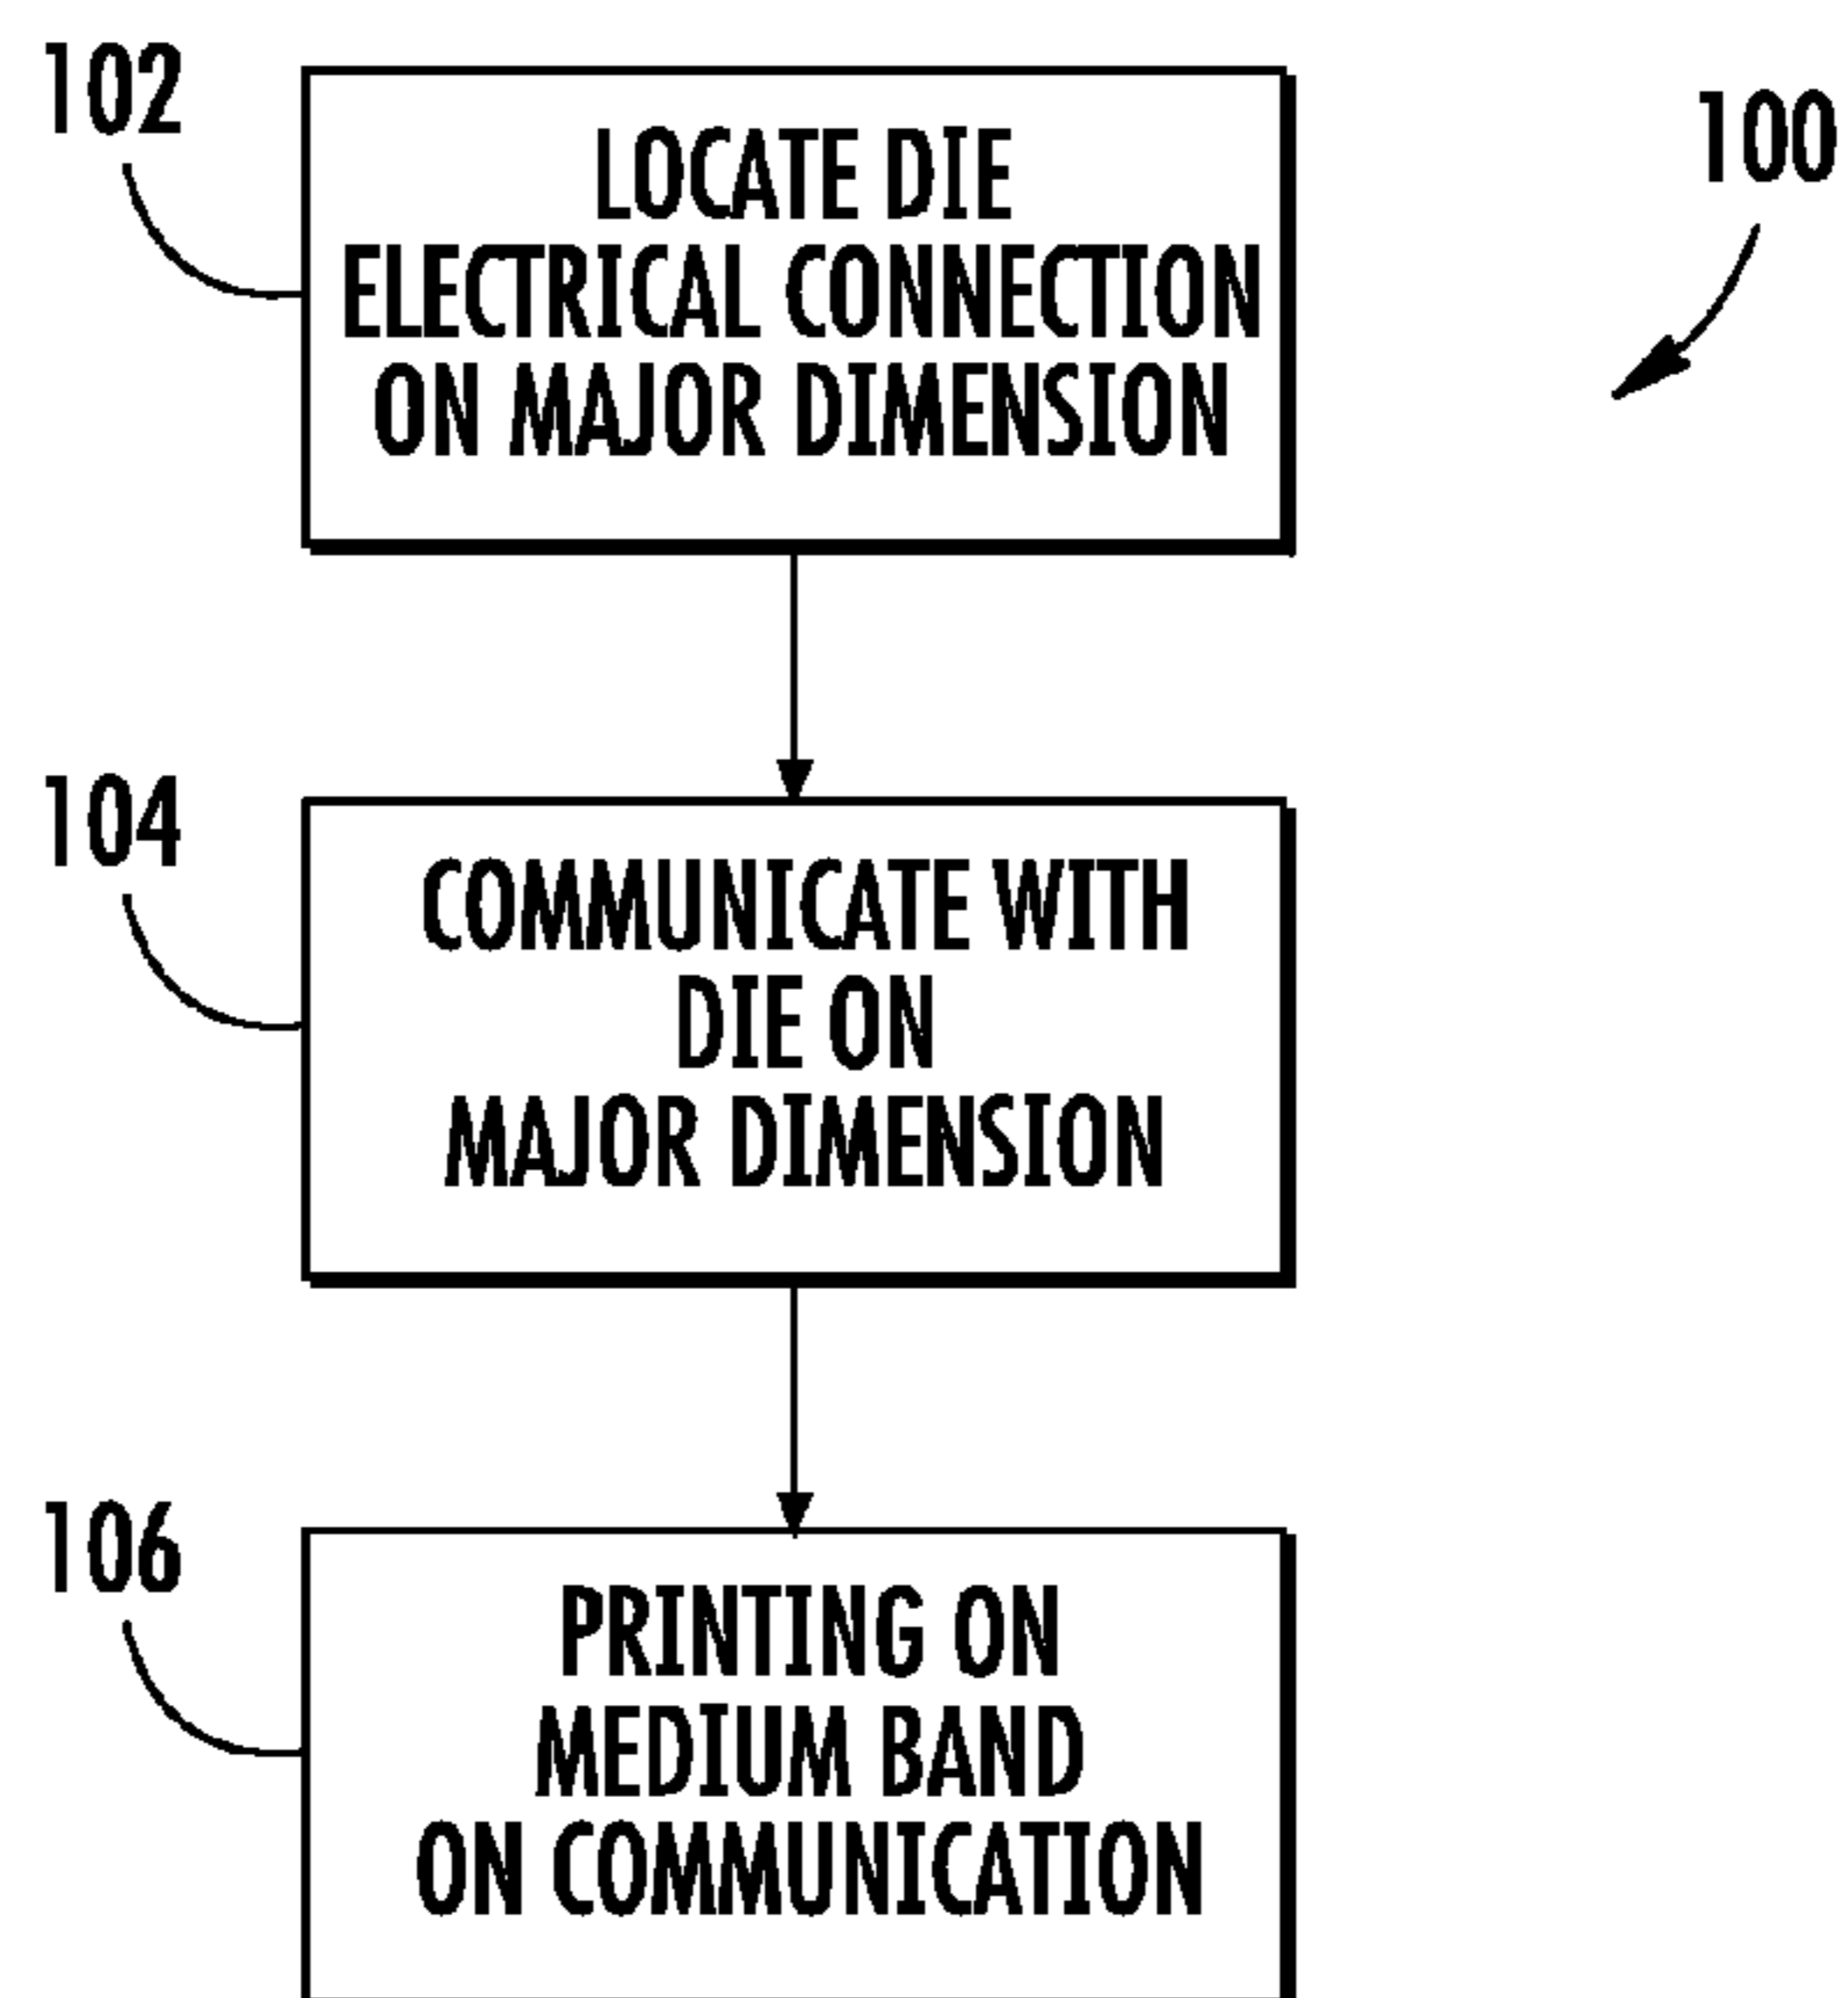 102
100
LOCATE DIE
ELECTRICAL CONNECTION
ON MAJOR DIMENSION
104
COMMUNICATE WITH
DIE ON
MAJOR DIMENSION
106
PRINTING ON
MEDIUM BAND
ON COMMUNICATION